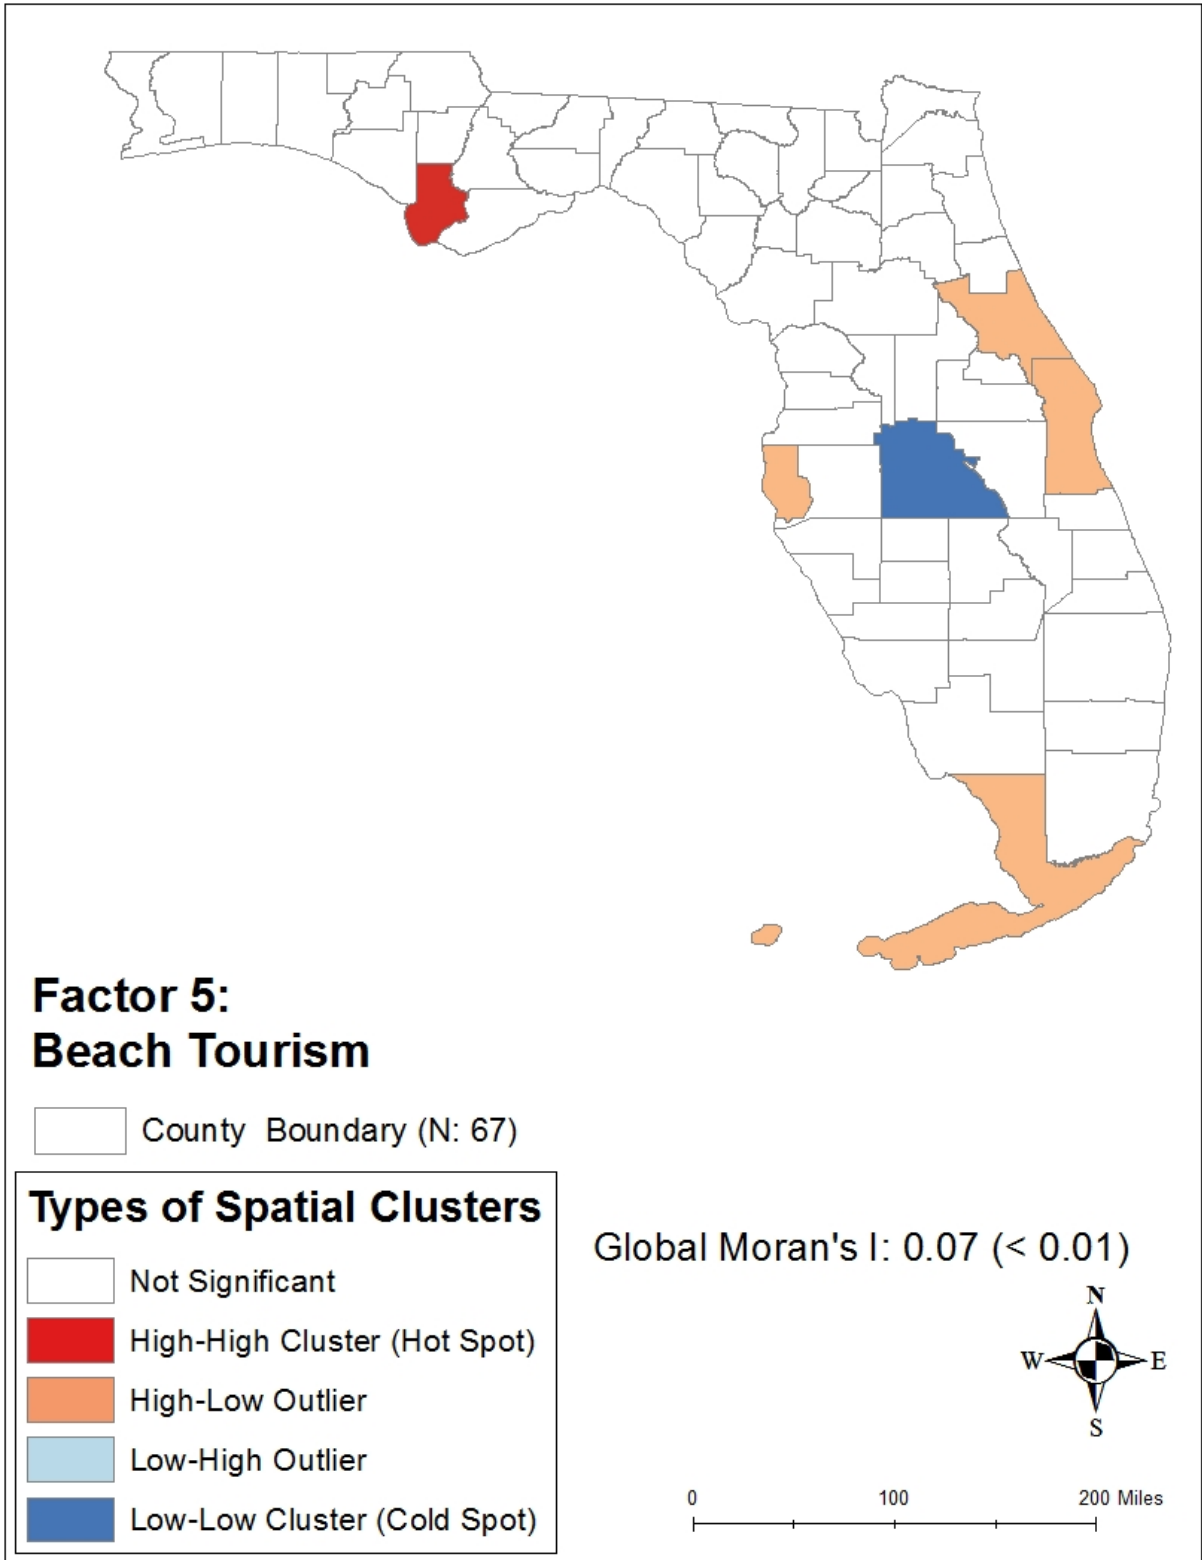 Factor 5:
Beach Tourism
County Boundary (N: 67)
Types of Spatial Clusters
Not Significant
High-High Cluster (Hot Spot)
High-Low Outlier
Low-High Outlier
Low-Low Cluster (Cold Spot)
Global Moran's I: 0.07 (< 0.01)
N
W E
S
0 100 200 Miles